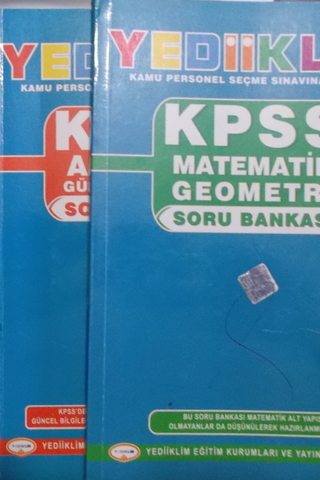 YEDİİKL
KAMU PERSONEL SEÇME SINAVINA
KPSS
MATEMATİK
GEOMETR
SORU BANKAS
BU SORU BANKASI MATEMATİK ALT YAPIS
OLMAYANLAR DA DÜŞÜNÜLEREK HAZIRLANM
YEDİİKLİM EĞİTİM KURUMLARI VE YAYIN
YED
KAMU PERSO
K
A
GÜ
SO
KPSS'DE
GÜNCEL BİLGİLE
YEDİİKLİM